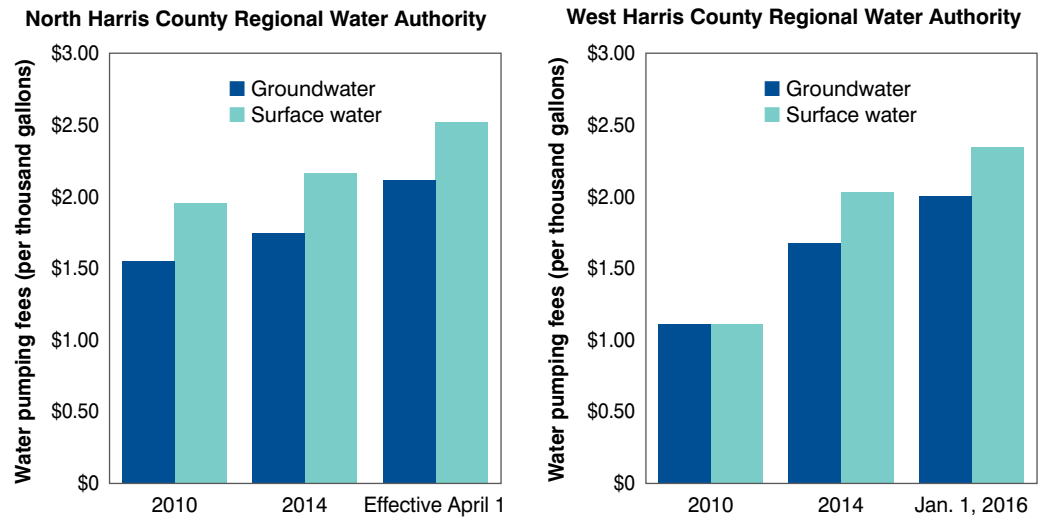 North Harris County Regional Water Authority
Water pumping fees (per thousand gallons)
$3.00
$2.50
$2.00
$1.50
$1.00
$0.50
$0
Groundwater
Surface water
2010
2014
Effective April 1
West Harris County Regional Water Authority
Water pumping fees (per thousand gallons)
$3.00
$2.50
$2.00
$1.50
$1.00
$0.50
$0
Groundwater
Surface water
2010
2014
Jan. 1, 2016